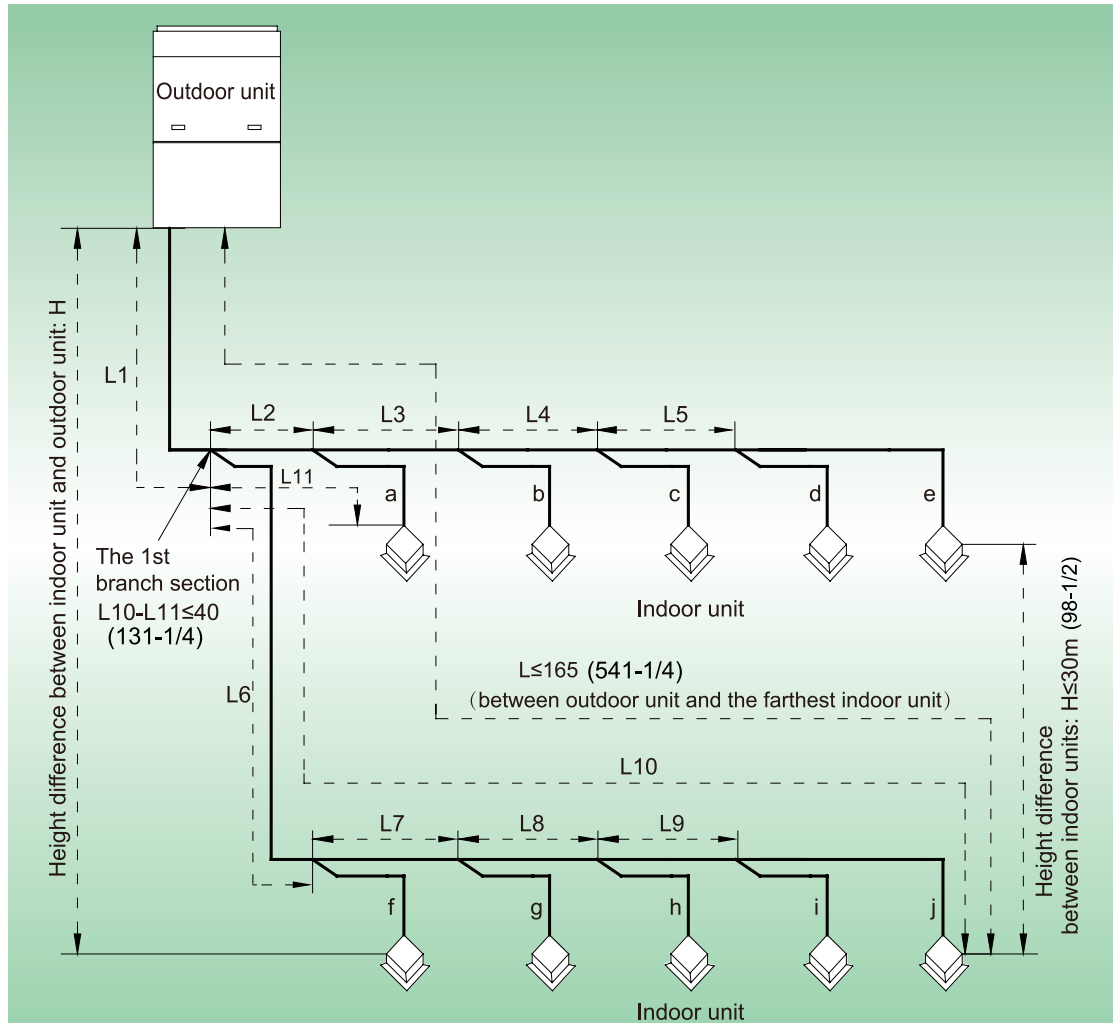 Outdoor unit
Height difference between indoor unit and outdoor unit: H
L1
L2
L3
L4
L5
L11
a
b
c
d
e
The 1st
branch section
L10-L11≤40
(131-1/4)
Indoor unit
L6
L≤165 (541-1/4)
(between outdoor unit and the farthest indoor unit)
Height difference
between indoor units: H≤30m (98-1/2)
L10
L7
L8
L9
f
g
h
i
j
Indoor unit